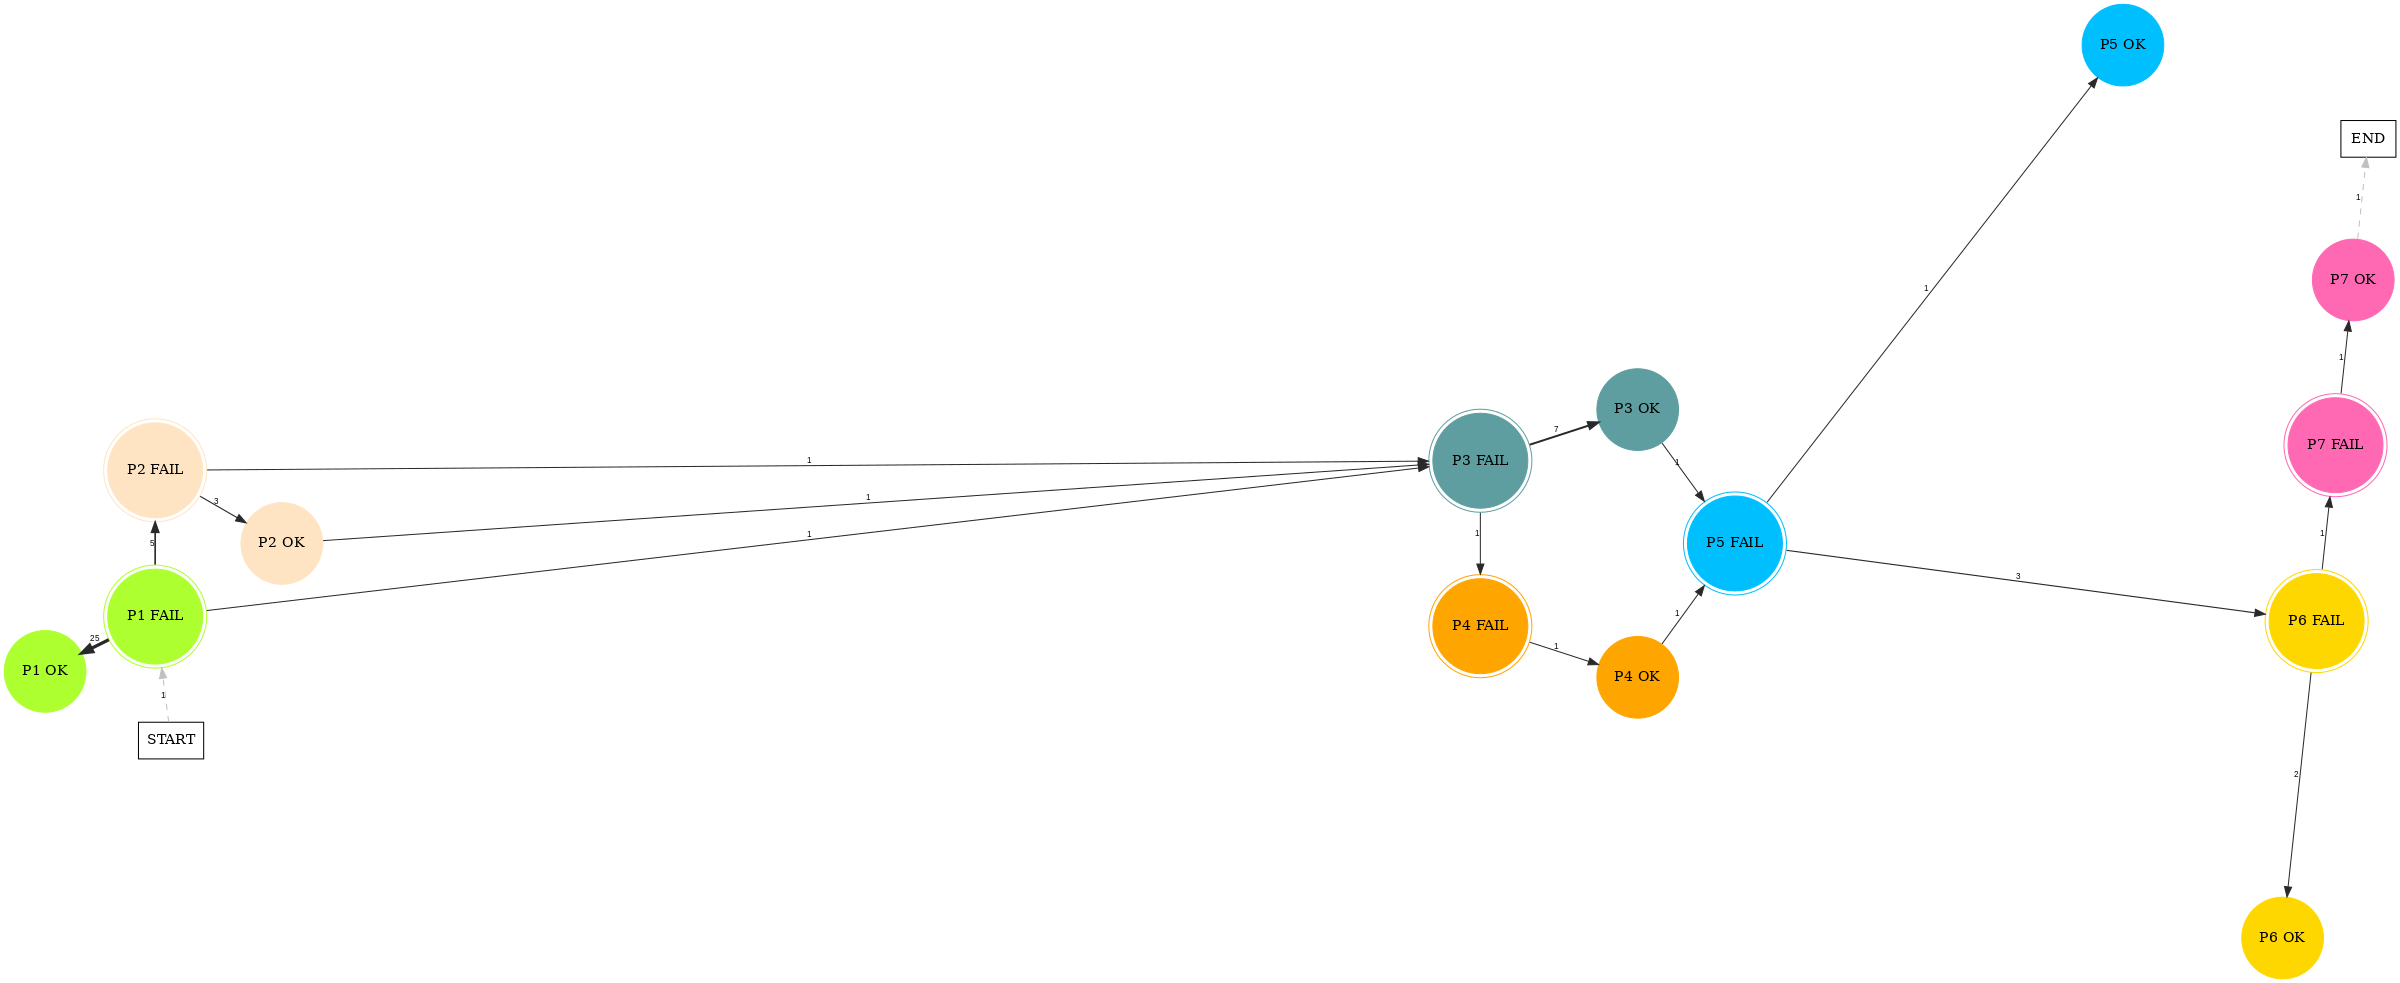 P5 OK
END
1
P7 OK
1
1
P3 OK
7
P7 FAIL
P2 FAIL
1
P3 FAIL
1
3
1
5
P2 OK
1
1
P5 FAIL
1
3
P1 FAIL
1
P6 FAIL
P4 FAIL
25
1
P1 OK
P4 OK
1
START
2
P6 OK